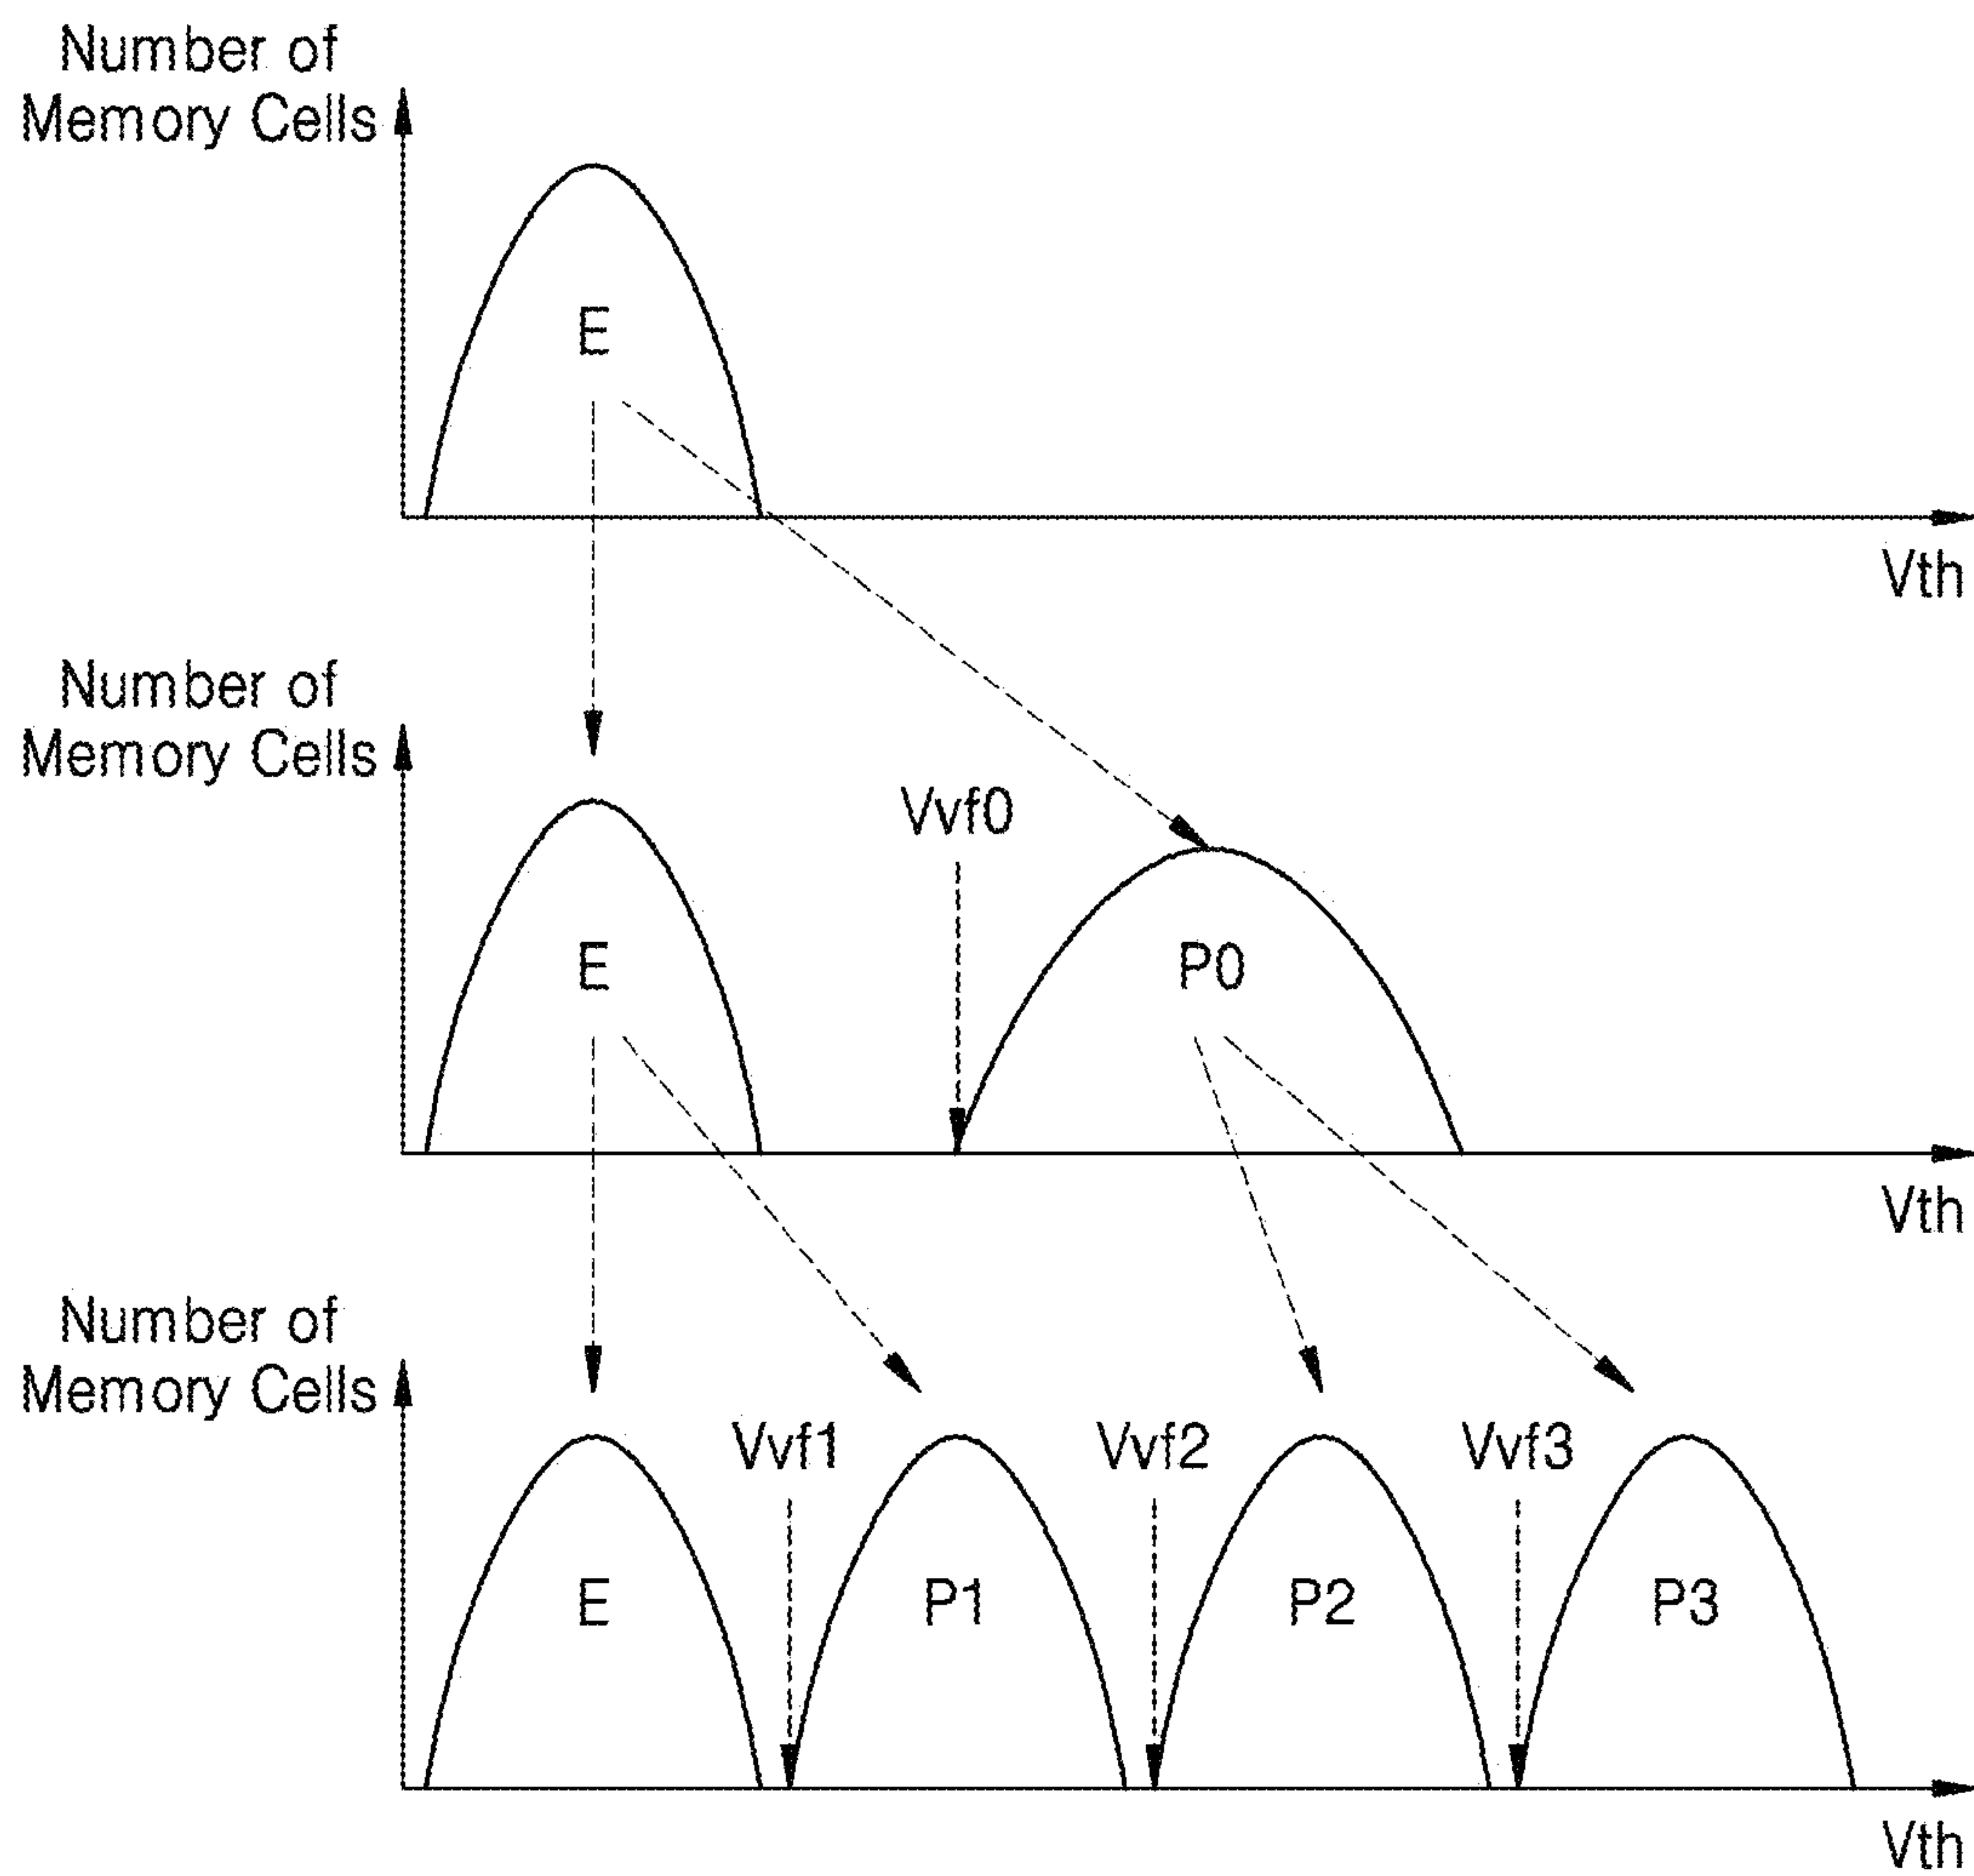 Number of
Memory Cells
E
Vth
Number of
Memory Cells
Vvf0
E
P0
Vth
Number of
Memory Cells
Vvf1
Vvf2
Vvf3
E
P1
P2
P3
Vth